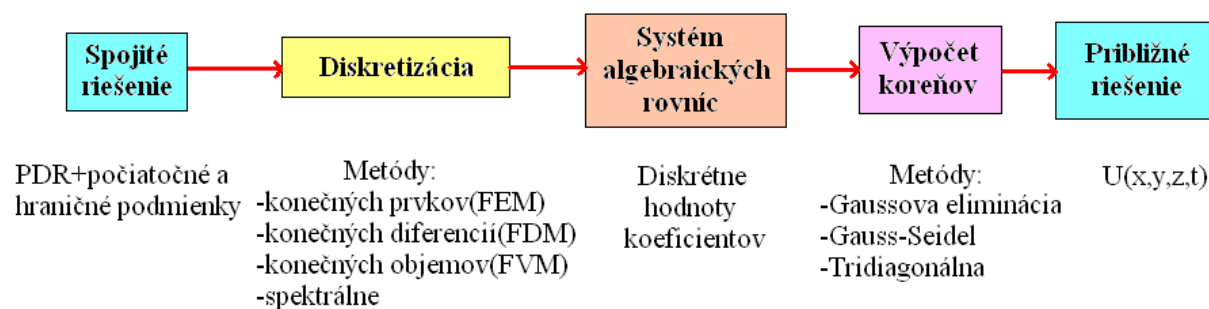 Spojité
riešenie
Diskretizácia
Systém
algebraických
rovníc
Výpočet
koreňov
Približné
riešenie
PDR+počiatočné a
hraničné podmienky
Metódy:
-konečných prvkov(FEM)
-konečných diferencií(FDM)
-konečných objemov(FVM)
-spektrálne
Diskrétne
hodnoty
koeficientov
Metódy:
-Gaussova eliminácia
-Gauss-Seidel
-Tridiagonálna
U(x,y,z,t)